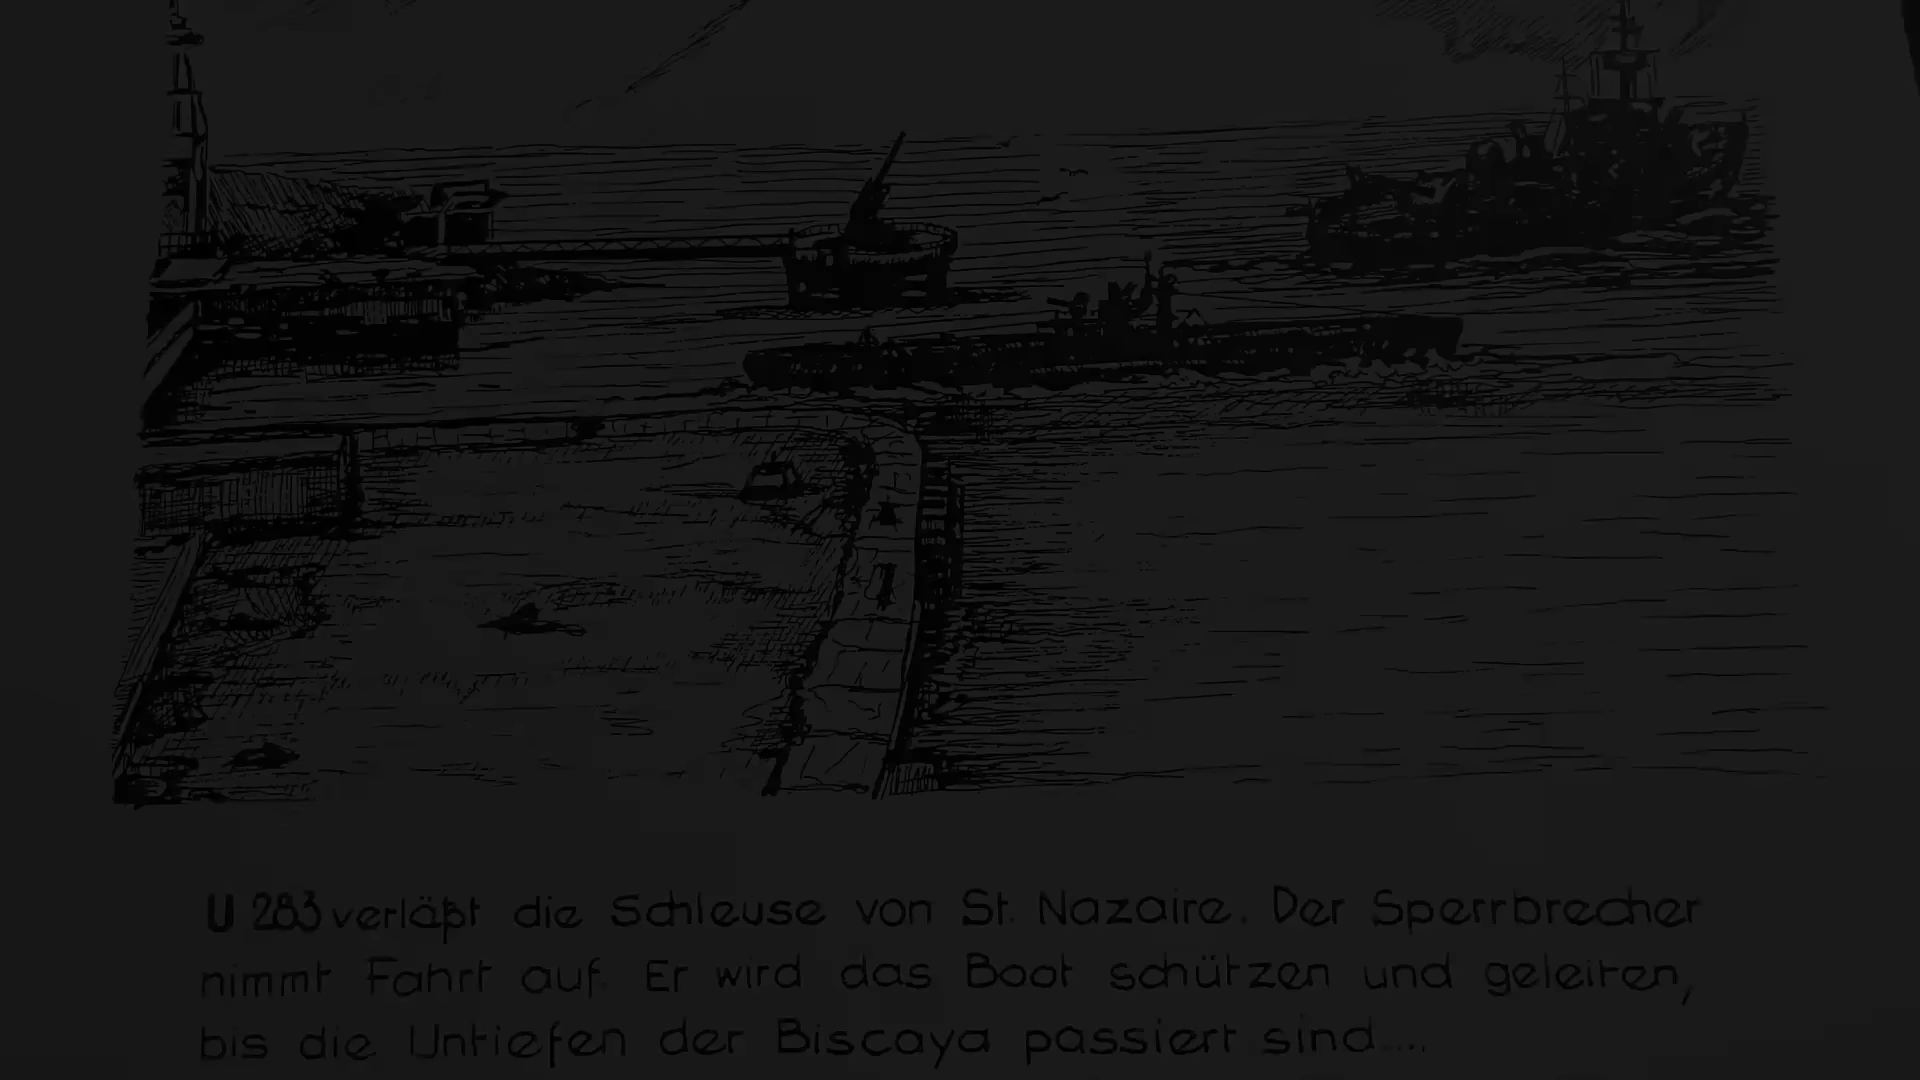 U 283 verläßt die Schleuse von St. Nazaire. Der Sperrbrecher
nimmt Fahrt auf. Er wird das Boot schützen und geleiten,
bis die Untiefen der Biscaya passiert sind....